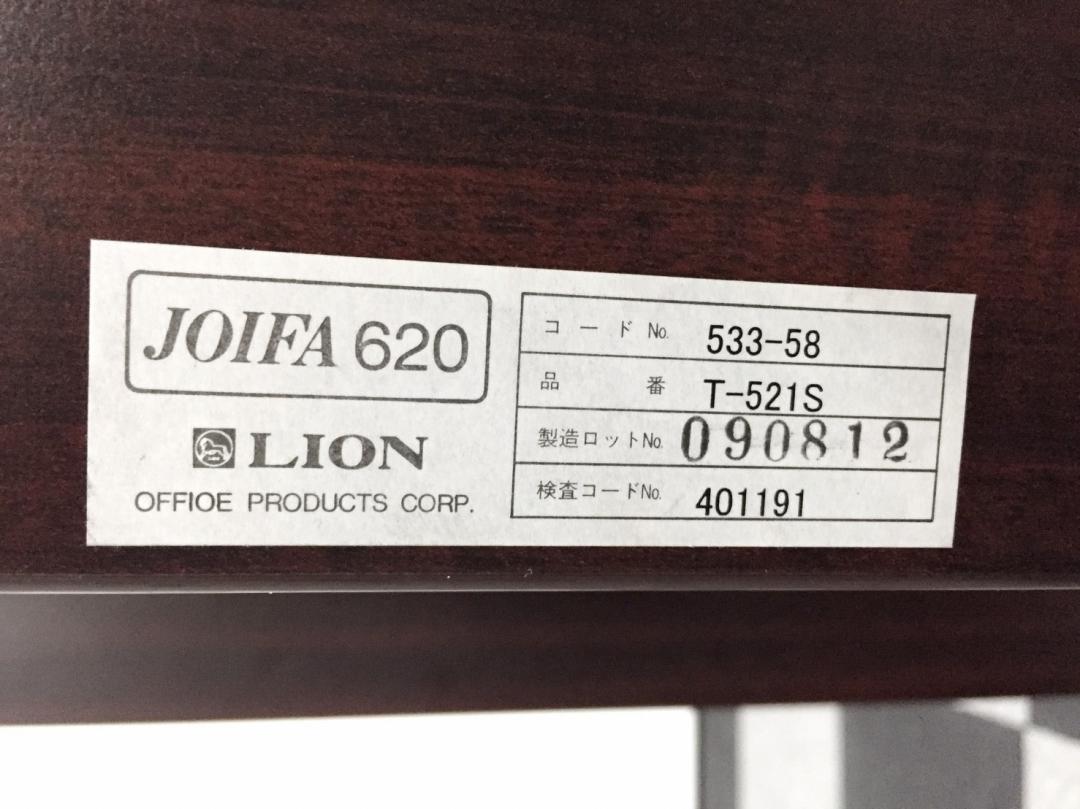 JOIFA 620
LION
OFFIOE PRODUCTS CORP.
コードNo. 533-58
品番 T-521S
製造ロットNo. 090812
検査コードNo. 401191